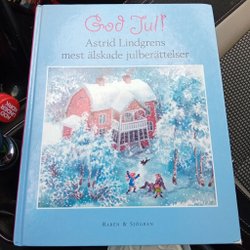 God Jul!
Astrid Lindgrens
mest älskade julberättelser
RABÉN & SJÖGREN